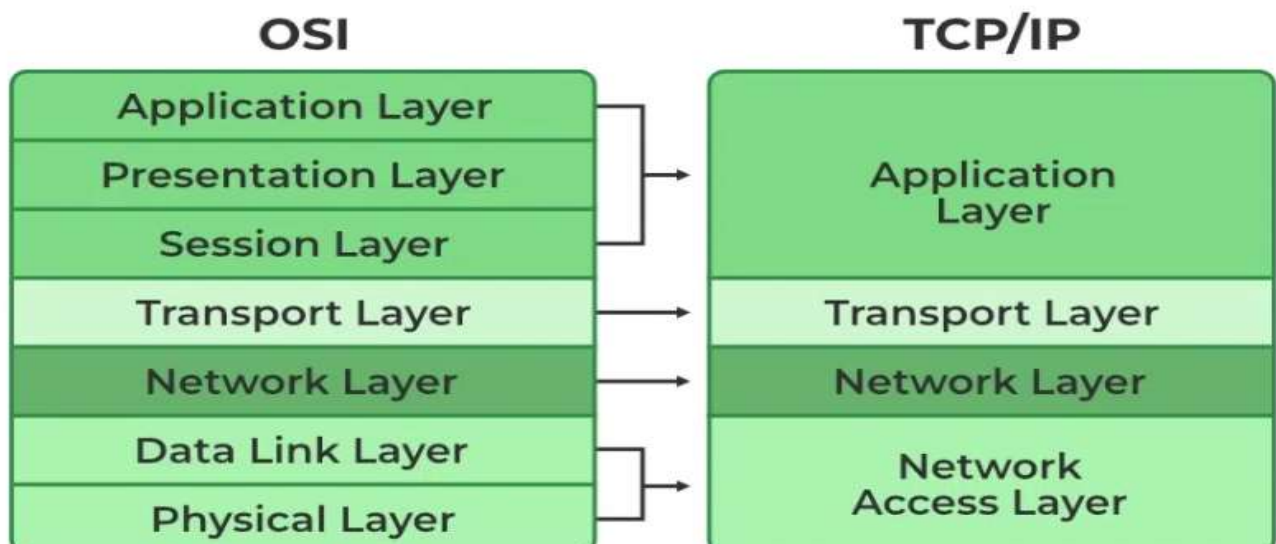 OSI
Application Layer
Presentation Layer
Session Layer
Transport Layer
Network Layer
Data Link Layer
Physical Layer
TCP/IP
Application
Layer
Transport Layer
Network Layer
Network
Access Layer